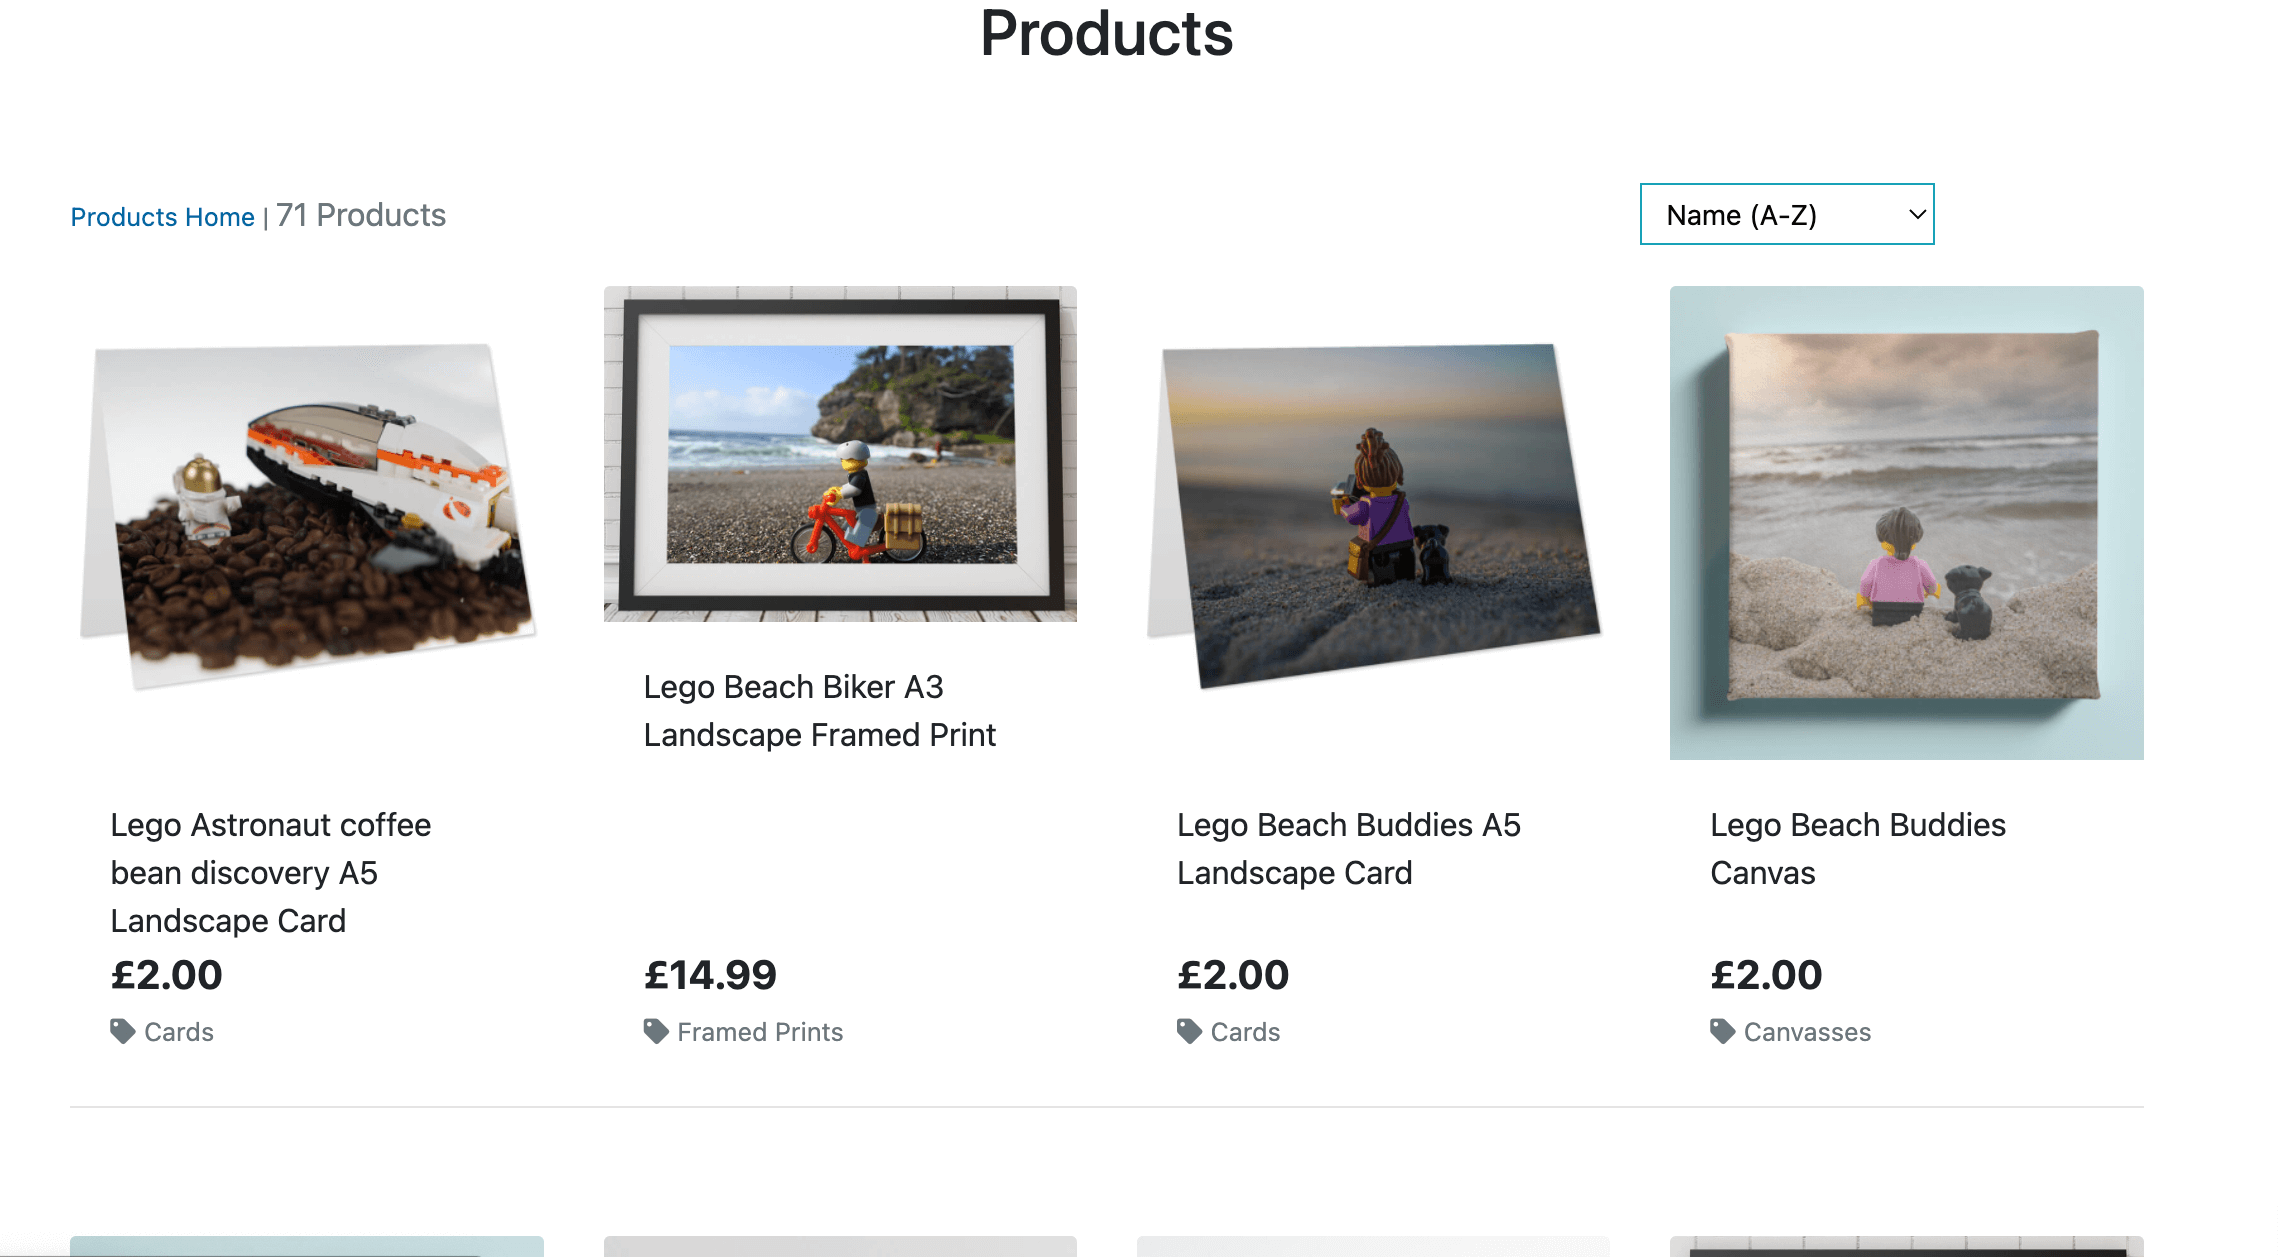 Products
Products Home | 71 Products
Name (A-Z)
Lego Astronaut coffee
bean discovery A5
Landscape Card
£2.00
Cards
Lego Beach Biker A3
Landscape Framed Print
£14.99
Framed Prints
Lego Beach Buddies A5
Landscape Card
£2.00
Cards
Lego Beach Buddies
Canvas
£2.00
Canvasses